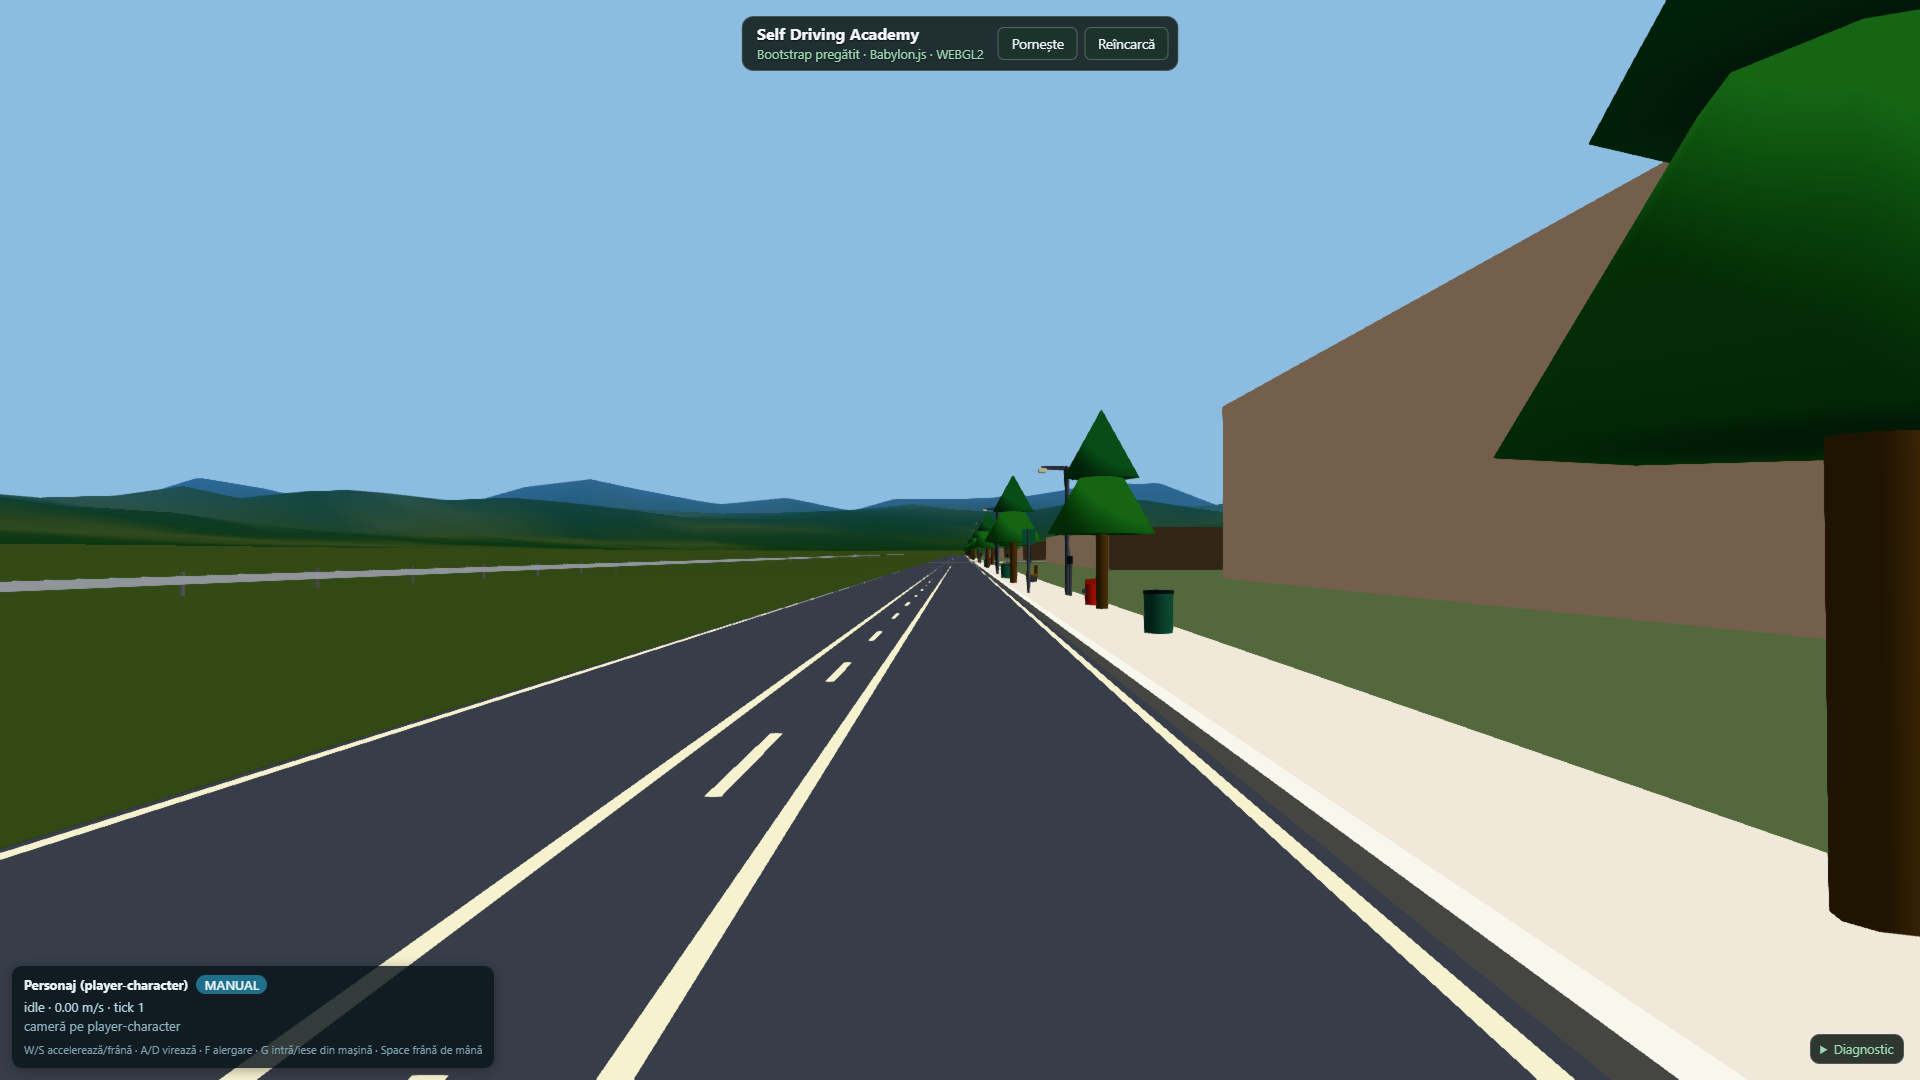 Self Driving Academy
Bootstrap pregătit · Babylon.js · WEBGL2
Pornește
Reîncarcă
Personaj (player-character) MANUAL
idle · 0.00 m/s · tick 1
cameră pe player-character
W/S accelerează/frână · A/D virează · F alergare · G intră/iese din mașină · Space frână de mână
▶ Diagnostic